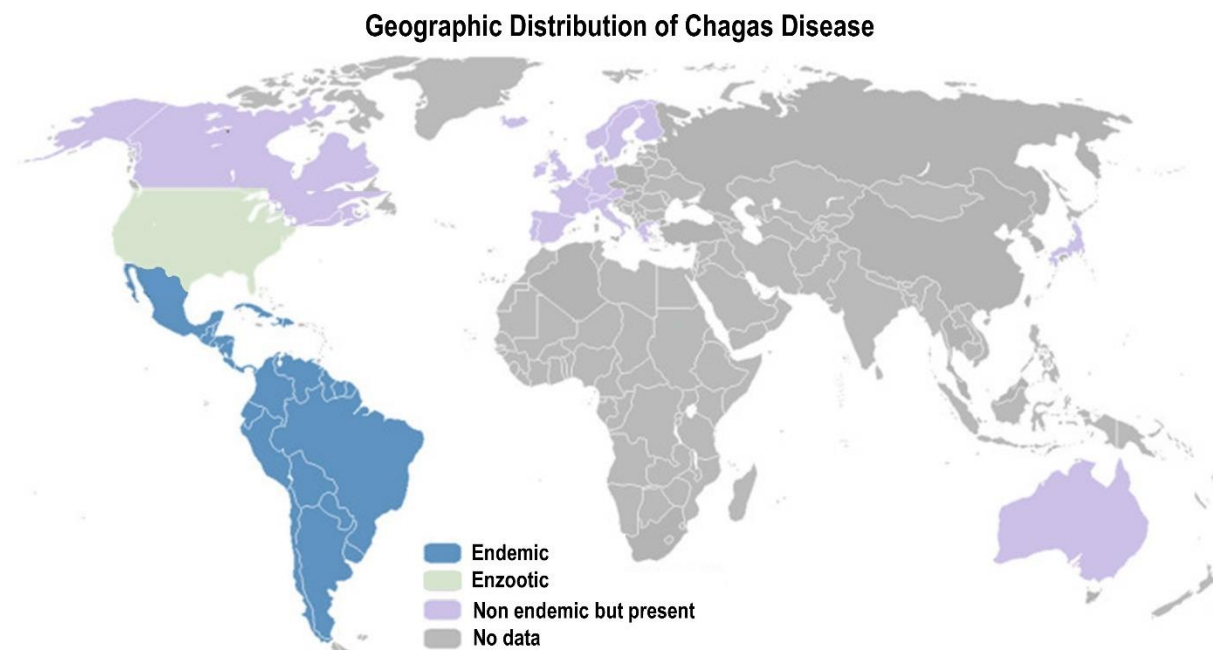 Geographic Distribution of Chagas Disease
Endemic
Enzootic
Non endemic but present
No data